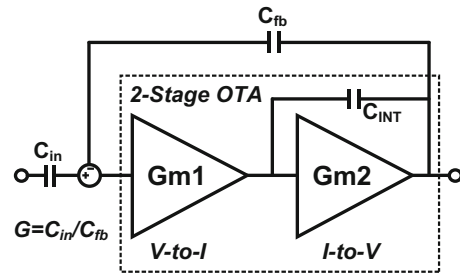 C_fb
2-Stage OTA
C_INT
C_in
+ -
Gm1
Gm2
G=C_in/C_fb
V-to-I
I-to-V